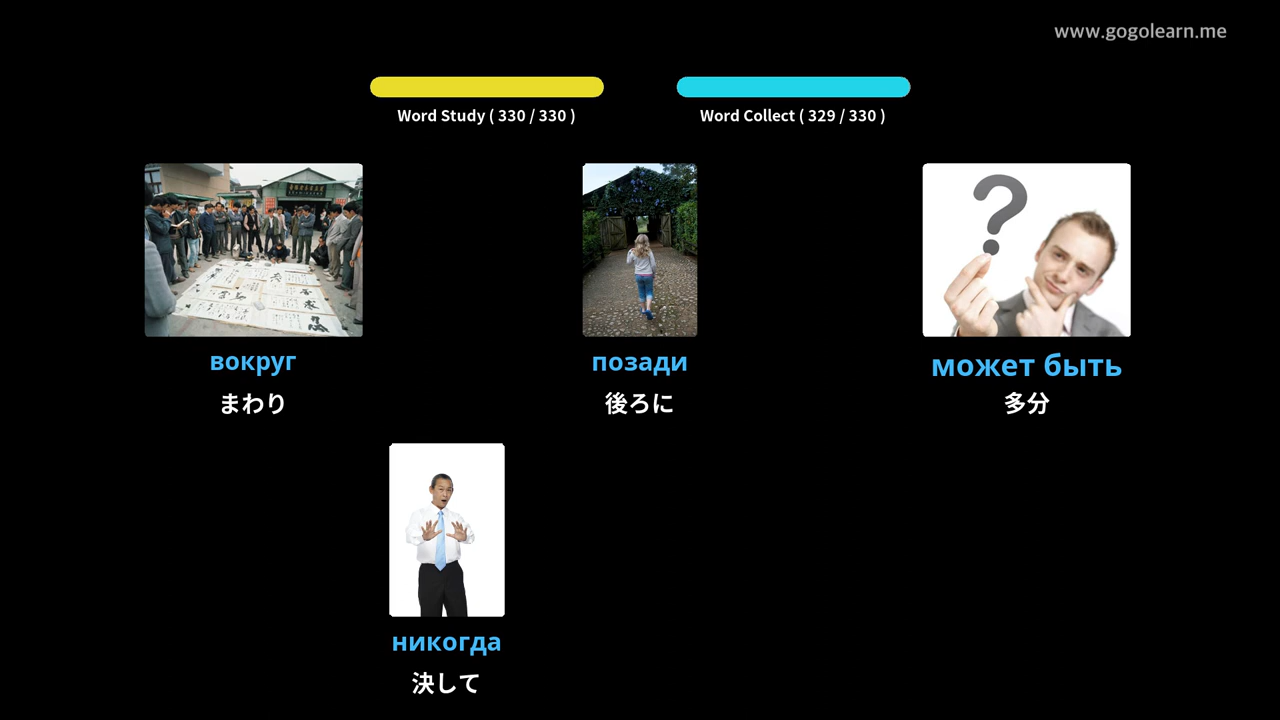 www.gogolearn.me
Word Study ( 330 / 330 )
Word Collect ( 329 / 330 )
вокруг
まわり
позади
後ろに
может быть
多分
никогда
決して